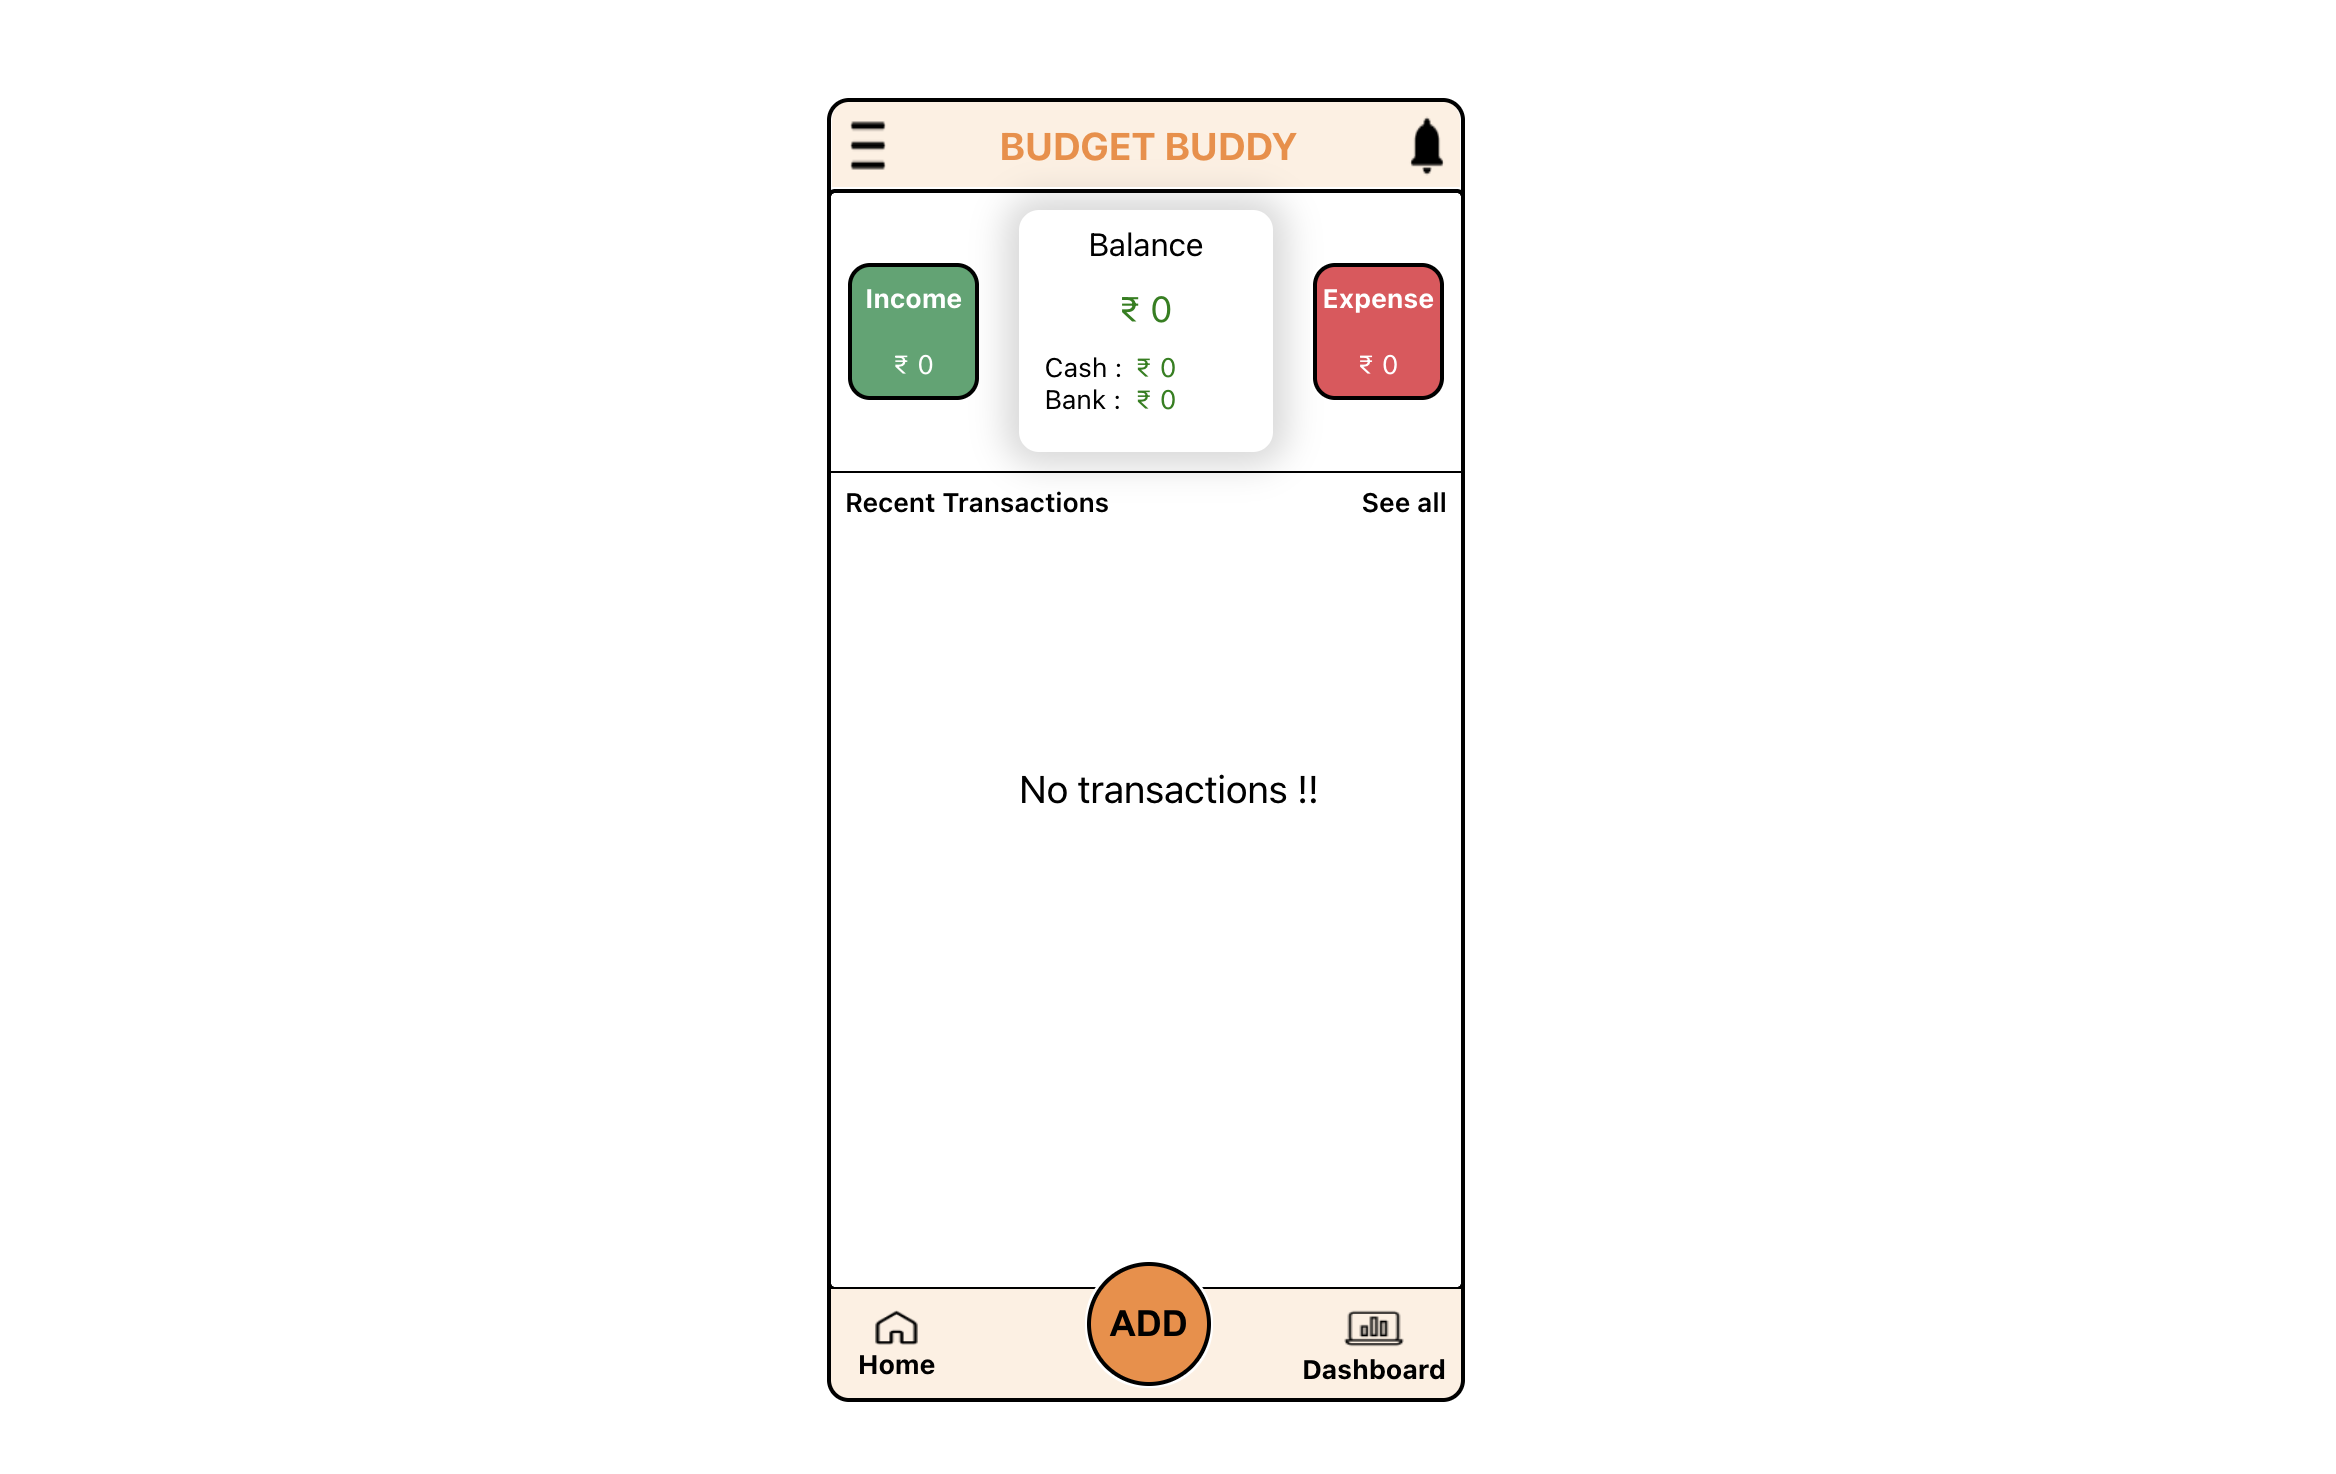 BUDGET BUDDY
Balance
Income
₹ 0
Expense
₹ 0
Cash : ₹ 0
₹ 0
₹ 0
Bank : ₹ 0
Recent Transactions
See all
No transactions !!
ADD
Home
Dashboard